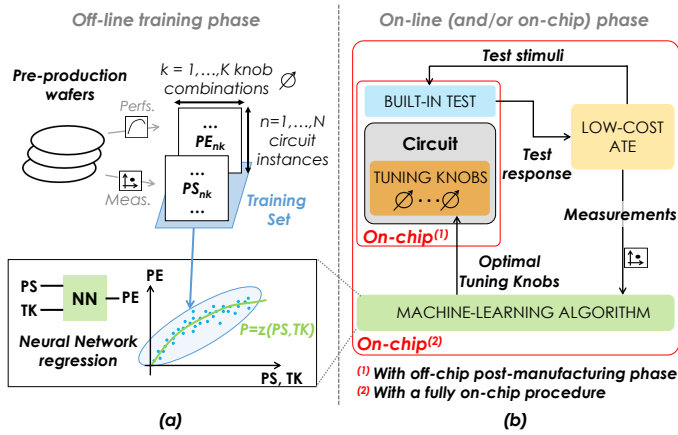 Off-line training phase
On-line (and/or on-chip) phase
Pre-production
wafers
k = 1,…,K knob
combinations
Perfs.
Meas.
…
PEnk
PSnk
…
n=1,…,N
circuit
instances
Training
Set
PS
TK
NN
PE
Neural Network
regression
PE
P=z(PS,TK)
PS, TK
(a)
Test stimuli
BUILT-IN TEST
LOW-COST
ATE
Circuit
TUNING KNOBS
…
Test
response
On-chip(1)
Measurements
Optimal
Tuning Knobs
MACHINE-LEARNING ALGORITHM
On-chip(2)
(1) With off-chip post-manufacturing phase
(2) With a fully on-chip procedure
(b)